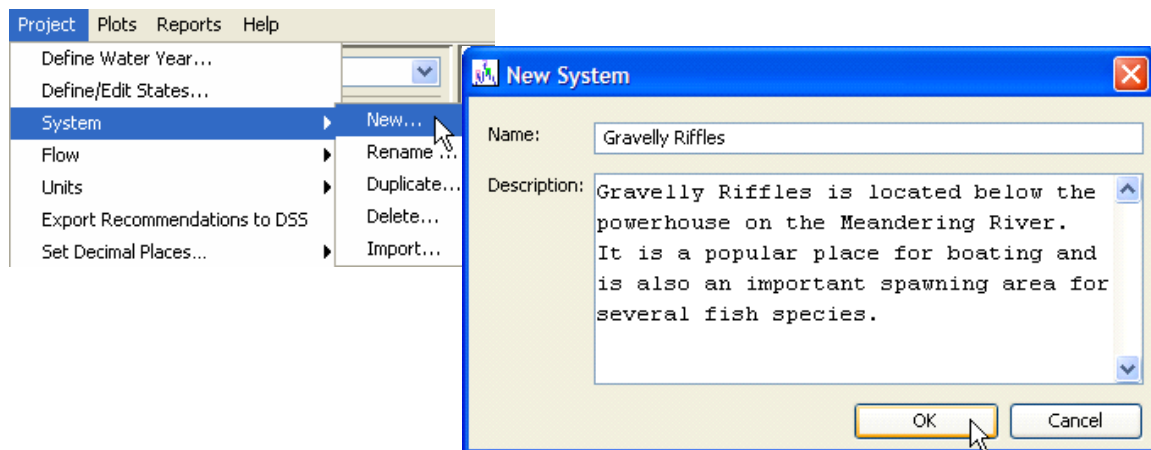 Project Plots Reports Help
Define Water Year...
Define/Edit States...
System
Flow
Units
Export Recommendations to DSS
Set Decimal Places...
New...
Rename ...
Duplicate...
Delete...
Import...
New System
Name: Gravelly Riffles
Description: Gravelly Riffles is located below the
powerhouse on the Meandering River.
It is a popular place for boating and
is also an important spawning area for
several fish species.
OK Cancel